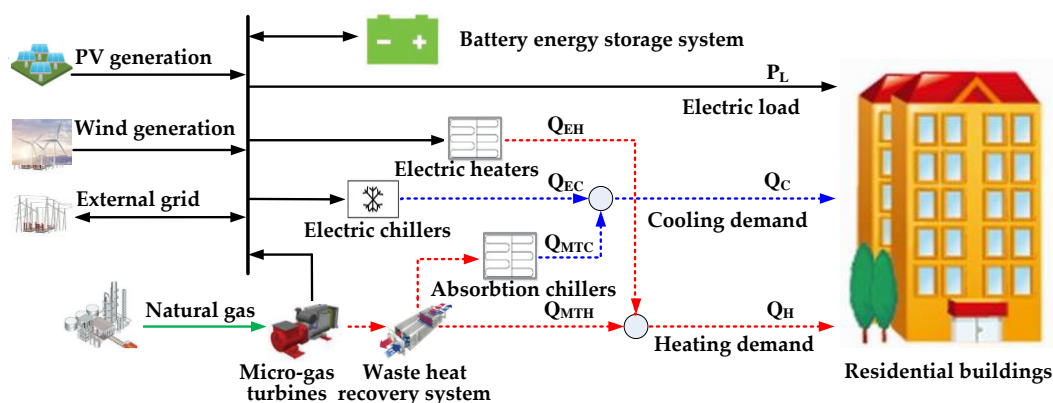 PV generation
Battery energy storage system
P_L
Electric load
Wind generation
Q_EH
Electric heaters
Q_EC
Q_C
External grid
Electric chillers
Cooling demand
Q_MTC
Absorbtion chillers
Natural gas
Q_MTH
Q_H
Heating demand
Micro-gas
turbines
Waste heat
recovery system
Residential buildings